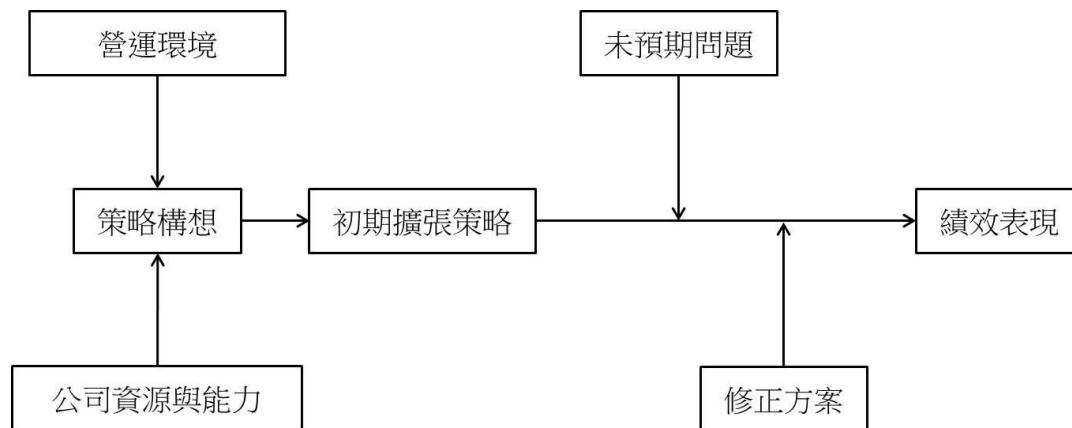 營運環境
未預期問題
策略構想
初期擴張策略
績效表現
公司資源與能力
修正方案